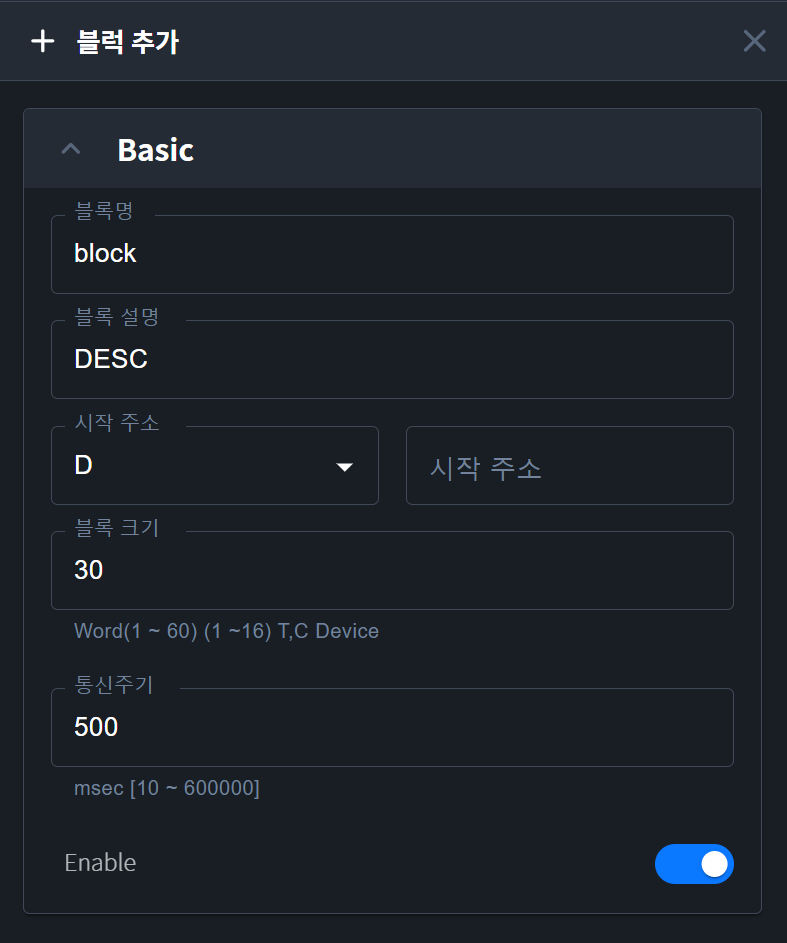 블럭 추가
Basic
블록명
block
블록 설명
DESC
시작 주소
D
시작 주소
블록 크기
30
Word(1 ~ 60) (1 ~16) T,C Device
통신주기
500
msec [10 ~ 600000]
Enable